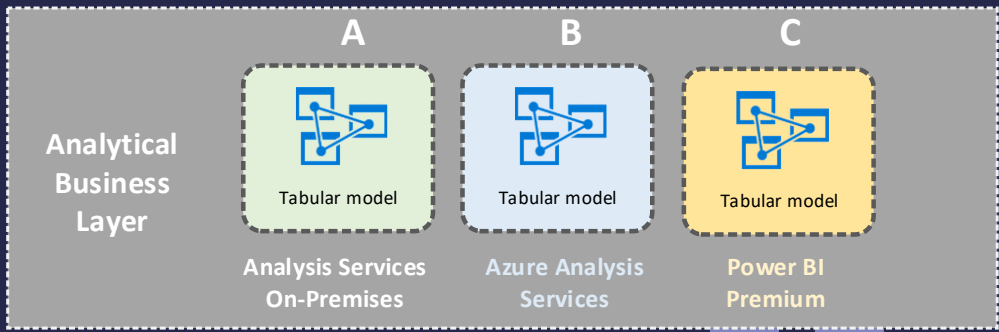 A
B
C
Analytical
Business
Layer
Tabular model
Tabular model
Tabular model
Analysis Services
On-Premises
Azure Analysis
Services
Power BI
Premium